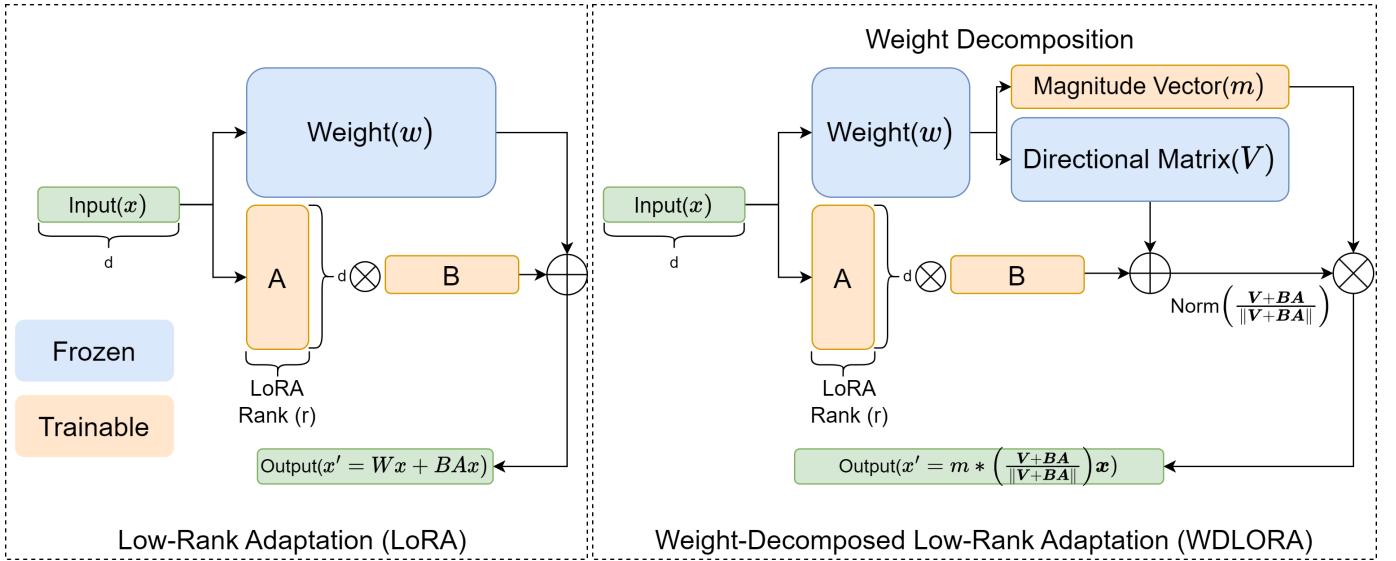 Weight(w)
Input(x)
d
A
d
B
LoRA
Rank (r)
Frozen
Trainable
Output(x′ = Wx + BAx)
Low-Rank Adaptation (LoRA)
Weight Decomposition
Weight(w)
Magnitude Vector(m)
Directional Matrix(V)
Input(x)
d
A
d
B
Norm(V+BA / ‖V+BA‖)
LoRA
Rank (r)
Output(x′ = m * (V+BA / ‖V+BA‖) x)
Weight-Decomposed Low-Rank Adaptation (WDLORA)